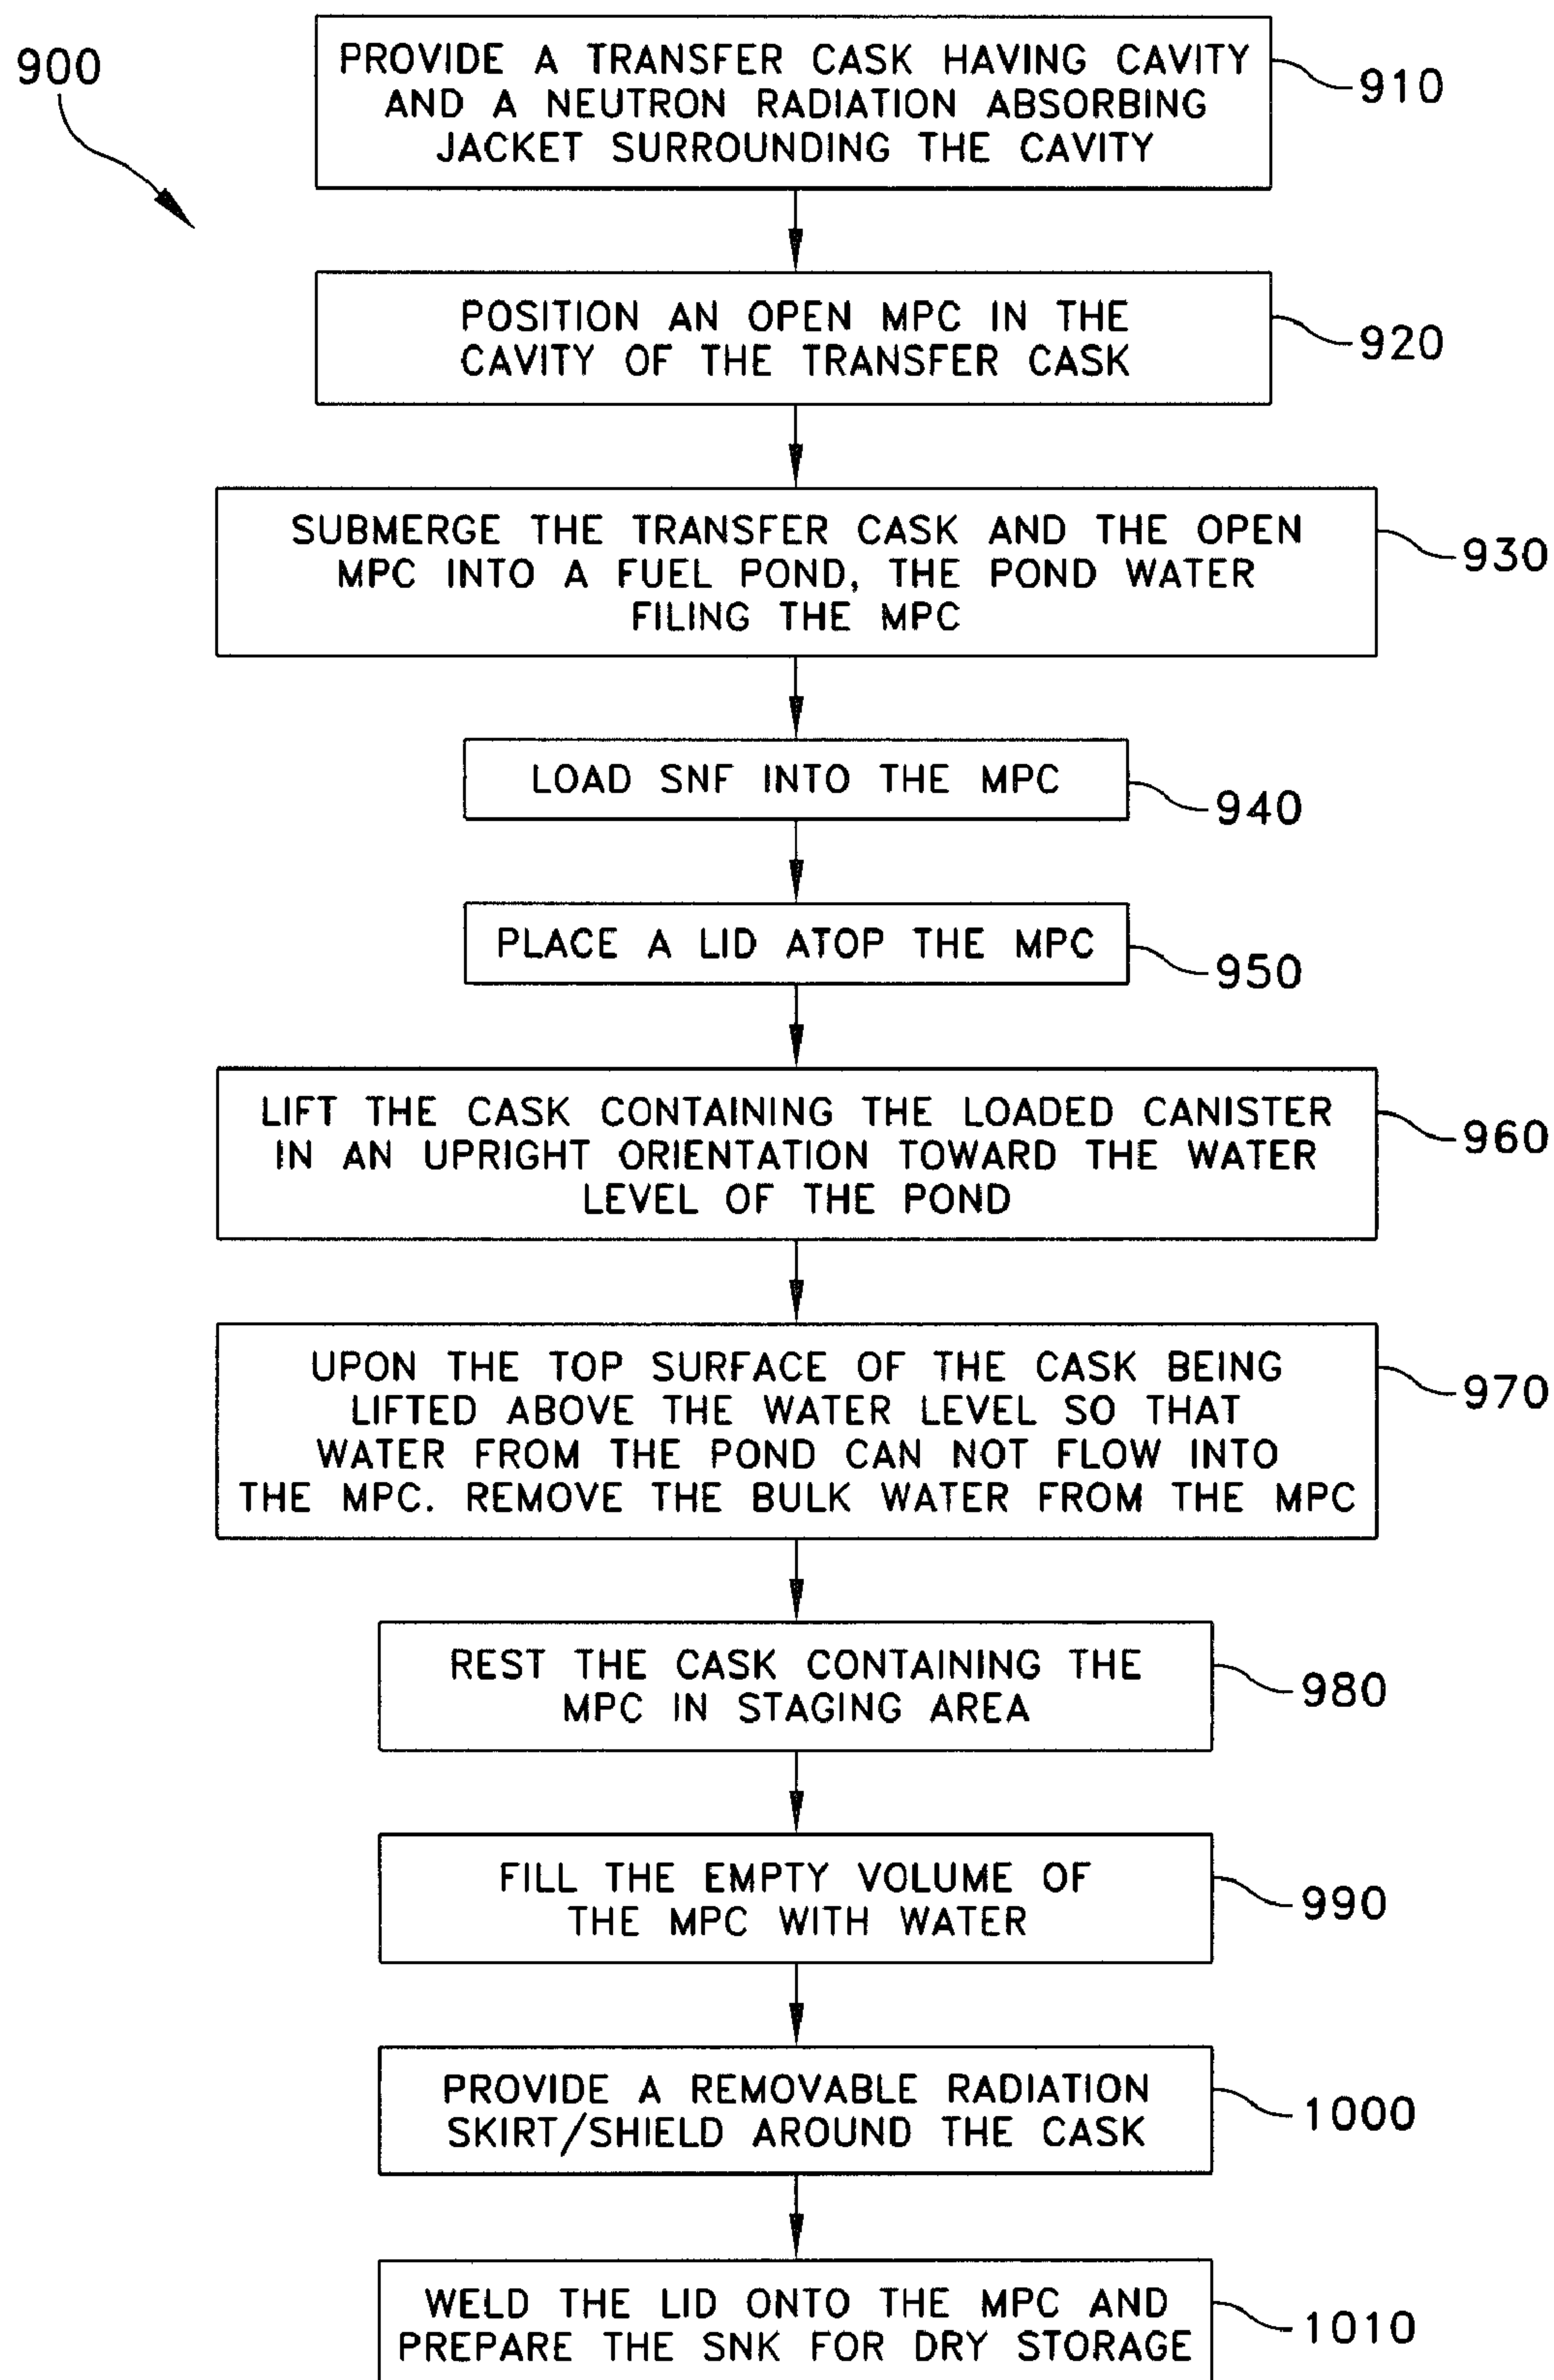 900
PROVIDE A TRANSFER CASK HAVING CAVITY
AND A NEUTRON RADIATION ABSORBING
JACKET SURROUNDING THE CAVITY
910
POSITION AN OPEN MPC IN THE
CAVITY OF THE TRANSFER CASK
920
SUBMERGE THE TRANSFER CASK AND THE OPEN
MPC INTO A FUEL POND, THE POND WATER
FILING THE MPC
930
LOAD SNF INTO THE MPC
940
PLACE A LID ATOP THE MPC
950
LIFT THE CASK CONTAINING THE LOADED CANISTER
IN AN UPRIGHT ORIENTATION TOWARD THE WATER
LEVEL OF THE POND
960
UPON THE TOP SURFACE OF THE CASK BEING
LIFTED ABOVE THE WATER LEVEL SO THAT
WATER FROM THE POND CAN NOT FLOW INTO
THE MPC. REMOVE THE BULK WATER FROM THE MPC
970
REST THE CASK CONTAINING THE
MPC IN STAGING AREA
980
FILL THE EMPTY VOLUME OF
THE MPC WITH WATER
990
PROVIDE A REMOVABLE RADIATION
SKIRT/SHIELD AROUND THE CASK
1000
WELD THE LID ONTO THE MPC AND
PREPARE THE SNK FOR DRY STORAGE
1010